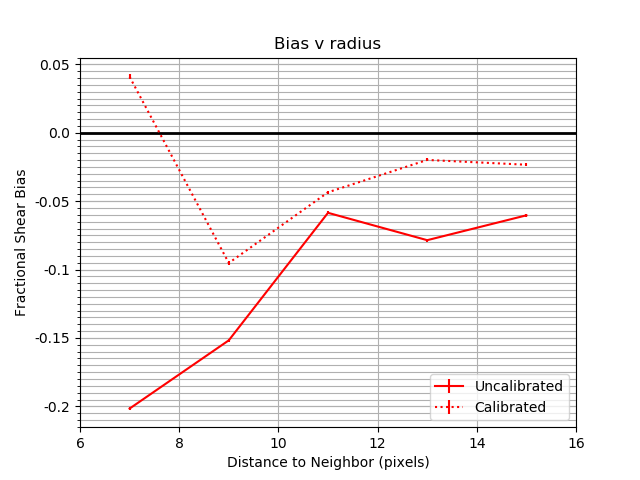 Bias v radius
0.05
0.0
-0.05
-0.1
-0.15
-0.2
Fractional Shear Bias
6 8 10 12 14 16
Distance to Neighbor (pixels)
Uncalibrated
Calibrated